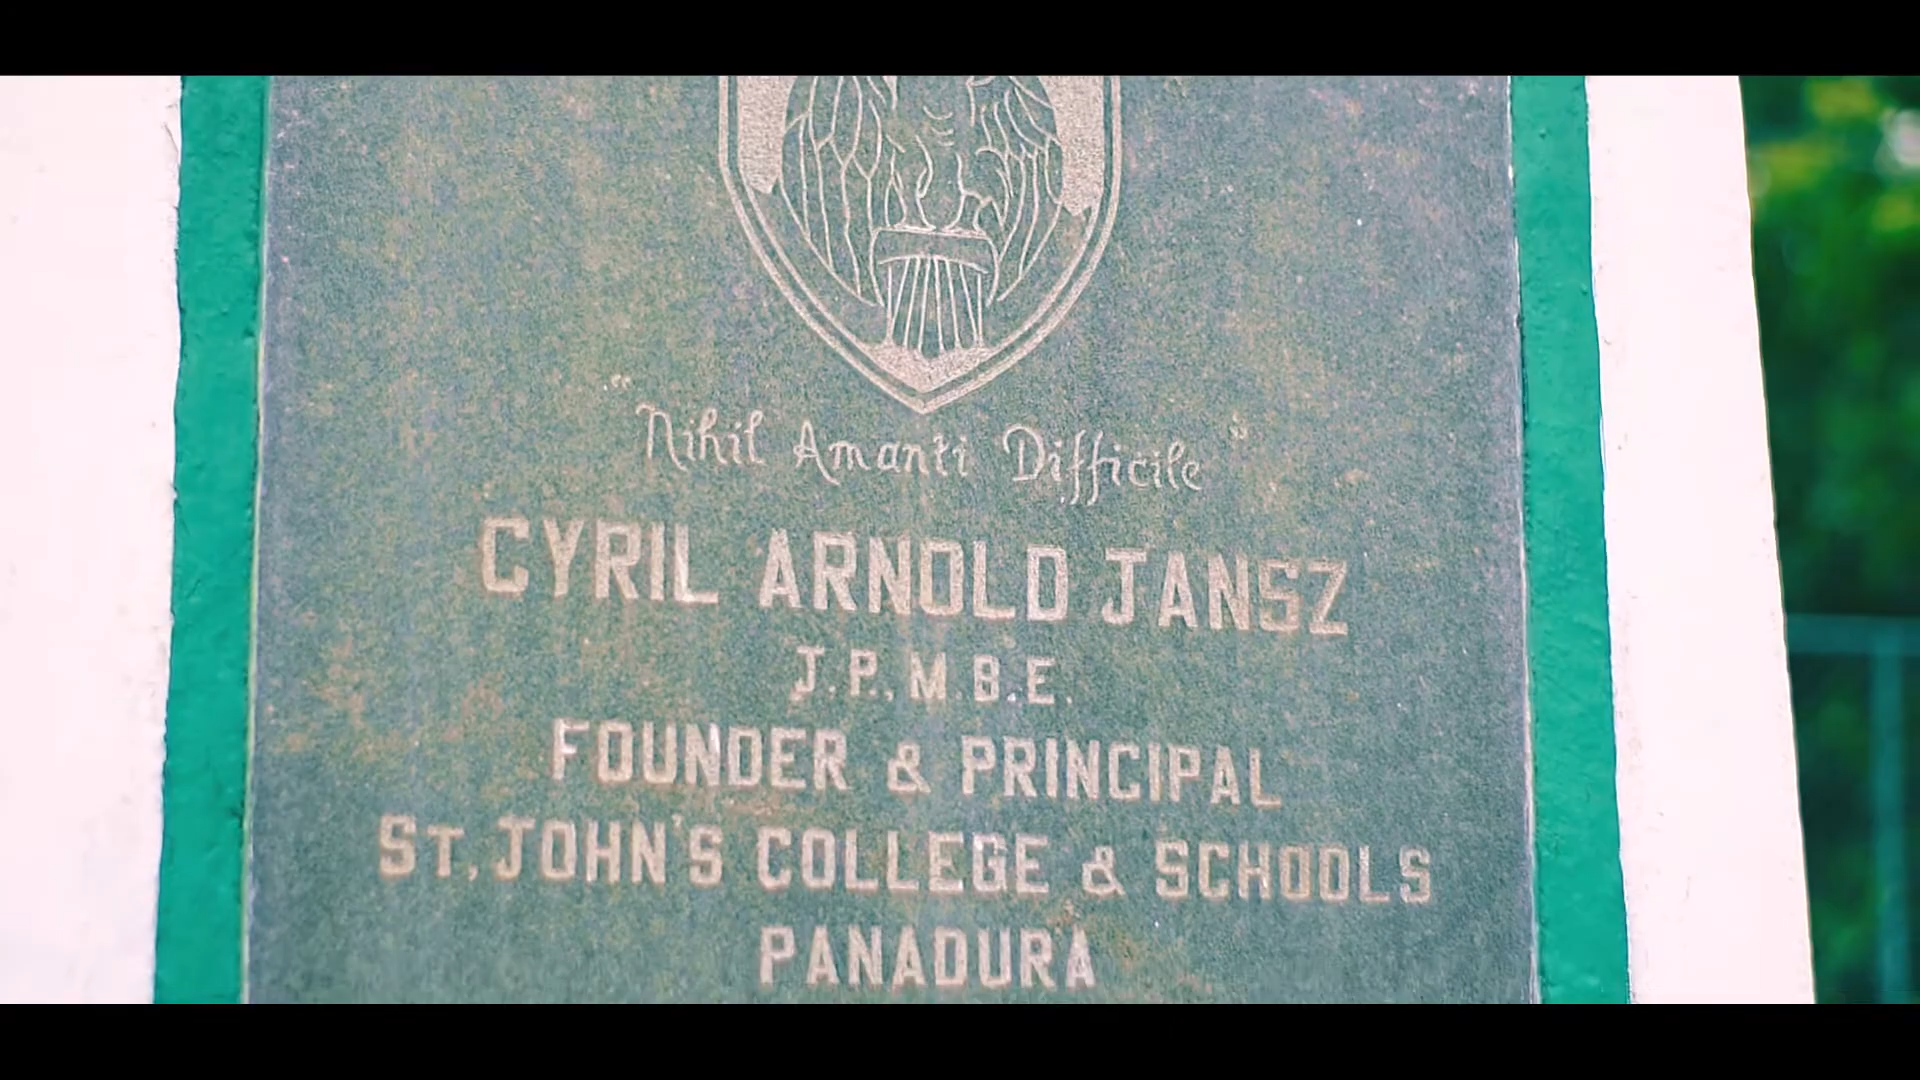 "Nihil Amanti Difficile"
CYRIL ARNOLD JANSZ
J.P., M.B.E.
FOUNDER & PRINCIPAL
ST. JOHN'S COLLEGE & SCHOOLS
PANADURA